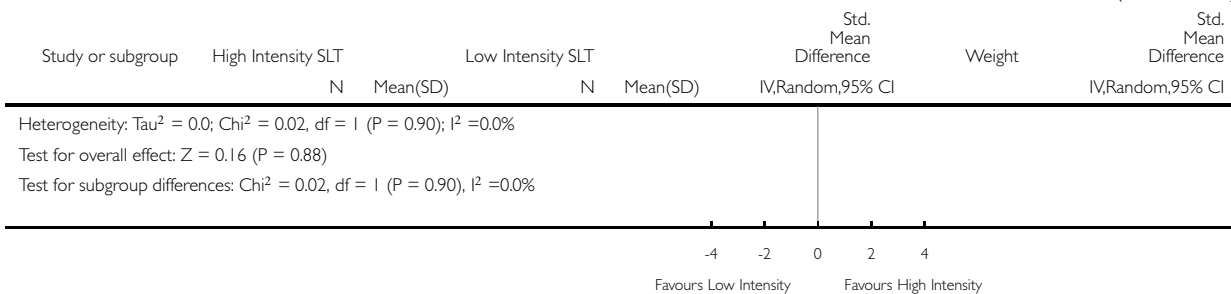 Std.
Mean
Difference
Std.
Mean
Difference
Study or subgroup High Intensity SLT Low Intensity SLT Weight
N Mean(SD) N Mean(SD) IV,Random,95% CI IV,Random,95% CI
Heterogeneity: Tau² = 0.0; Chi² = 0.02, df = 1 (P = 0.90); I² =0.0%
Test for overall effect: Z = 0.16 (P = 0.88)
Test for subgroup differences: Chi² = 0.02, df = 1 (P = 0.90), I² =0.0%
-4 -2 0 2 4
Favours Low Intensity Favours High Intensity